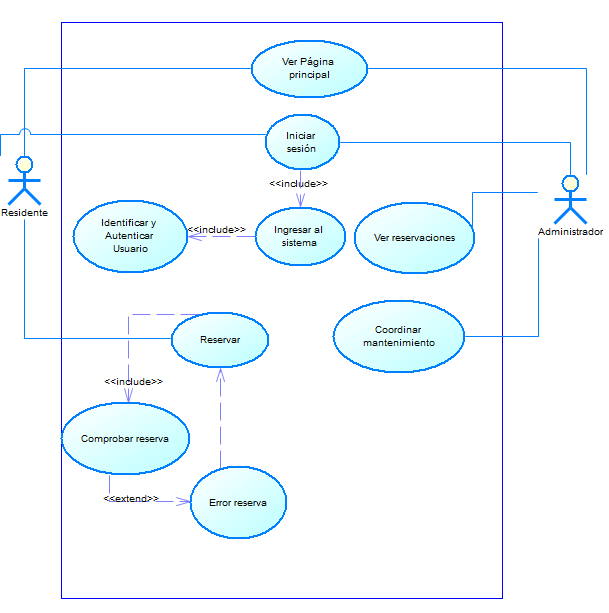 Ver Página
principal
Iniciar
sesión
<<include>>
Residente
Identificar y
Autenticar
Usuario
<<include>>
Ingresar al
sistema
Ver reservaciones
Administrador
Reservar
Coordinar
mantenimiento
<<include>>
Comprobar reserva
<<extend>>
Error reserva